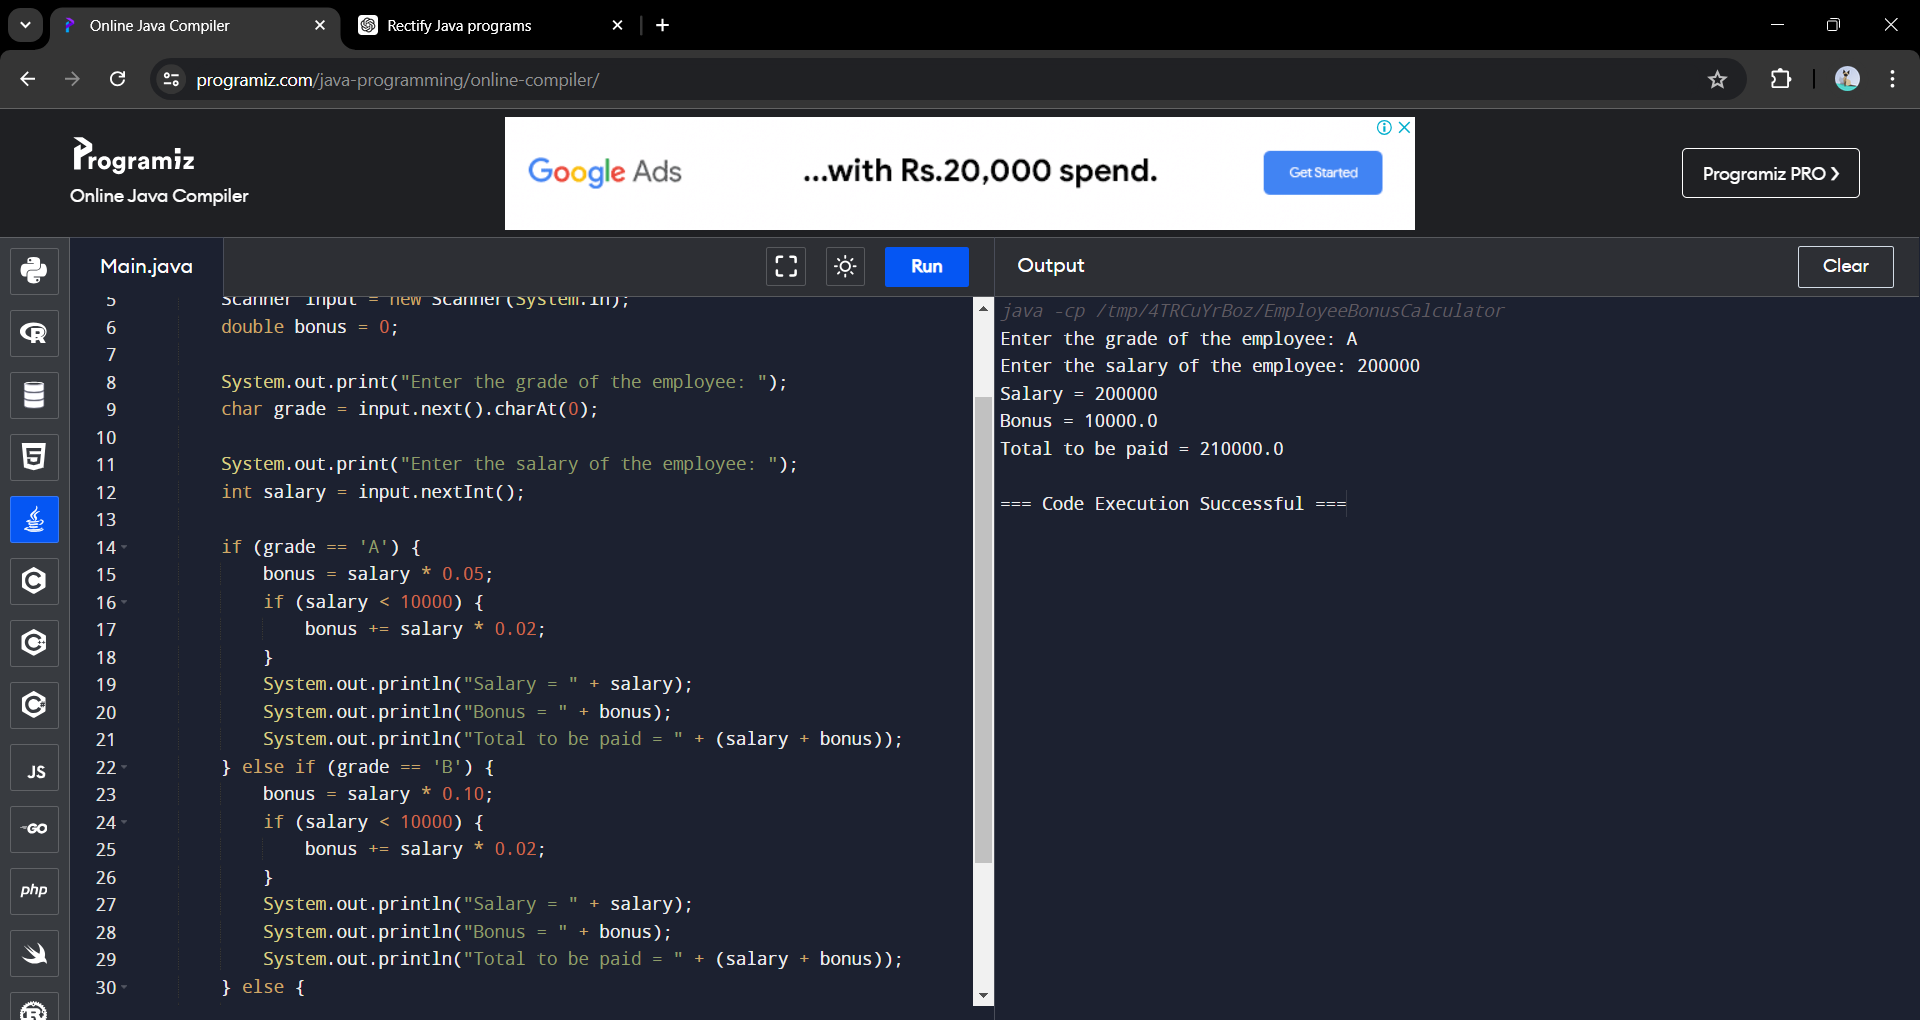 Online Java Compiler
Rectify Java programs
programiz.com/java-programming/online-compiler/
Programiz
Online Java Compiler
Google Ads
...with Rs.20,000 spend.
Get Started
Programiz PRO
Main.java
Run
Output
Clear
5 Scanner input = new Scanner(System.in);
6 double bonus = 0;
7
8 System.out.print("Enter the grade of the employee: ");
9 char grade = input.next().charAt(0);
10
11 System.out.print("Enter the salary of the employee: ");
12 int salary = input.nextInt();
13
14 if (grade == 'A') {
15 bonus = salary * 0.05;
16 if (salary < 10000) {
17 bonus += salary * 0.02;
18 }
19 System.out.println("Salary = " + salary);
20 System.out.println("Bonus = " + bonus);
21 System.out.println("Total to be paid = " + (salary + bonus));
22 } else if (grade == 'B') {
23 bonus = salary * 0.10;
24 if (salary < 10000) {
25 bonus += salary * 0.02;
26 }
27 System.out.println("Salary = " + salary);
28 System.out.println("Bonus = " + bonus);
29 System.out.println("Total to be paid = " + (salary + bonus));
30 } else {
java -cp /tmp/4TRCuYrBoz/EmployeeBonusCalculator
Enter the grade of the employee: A
Enter the salary of the employee: 200000
Salary = 200000
Bonus = 10000.0
Total to be paid = 210000.0
=== Code Execution Successful ===
R
5
C
C
C
JS
GO
php
R